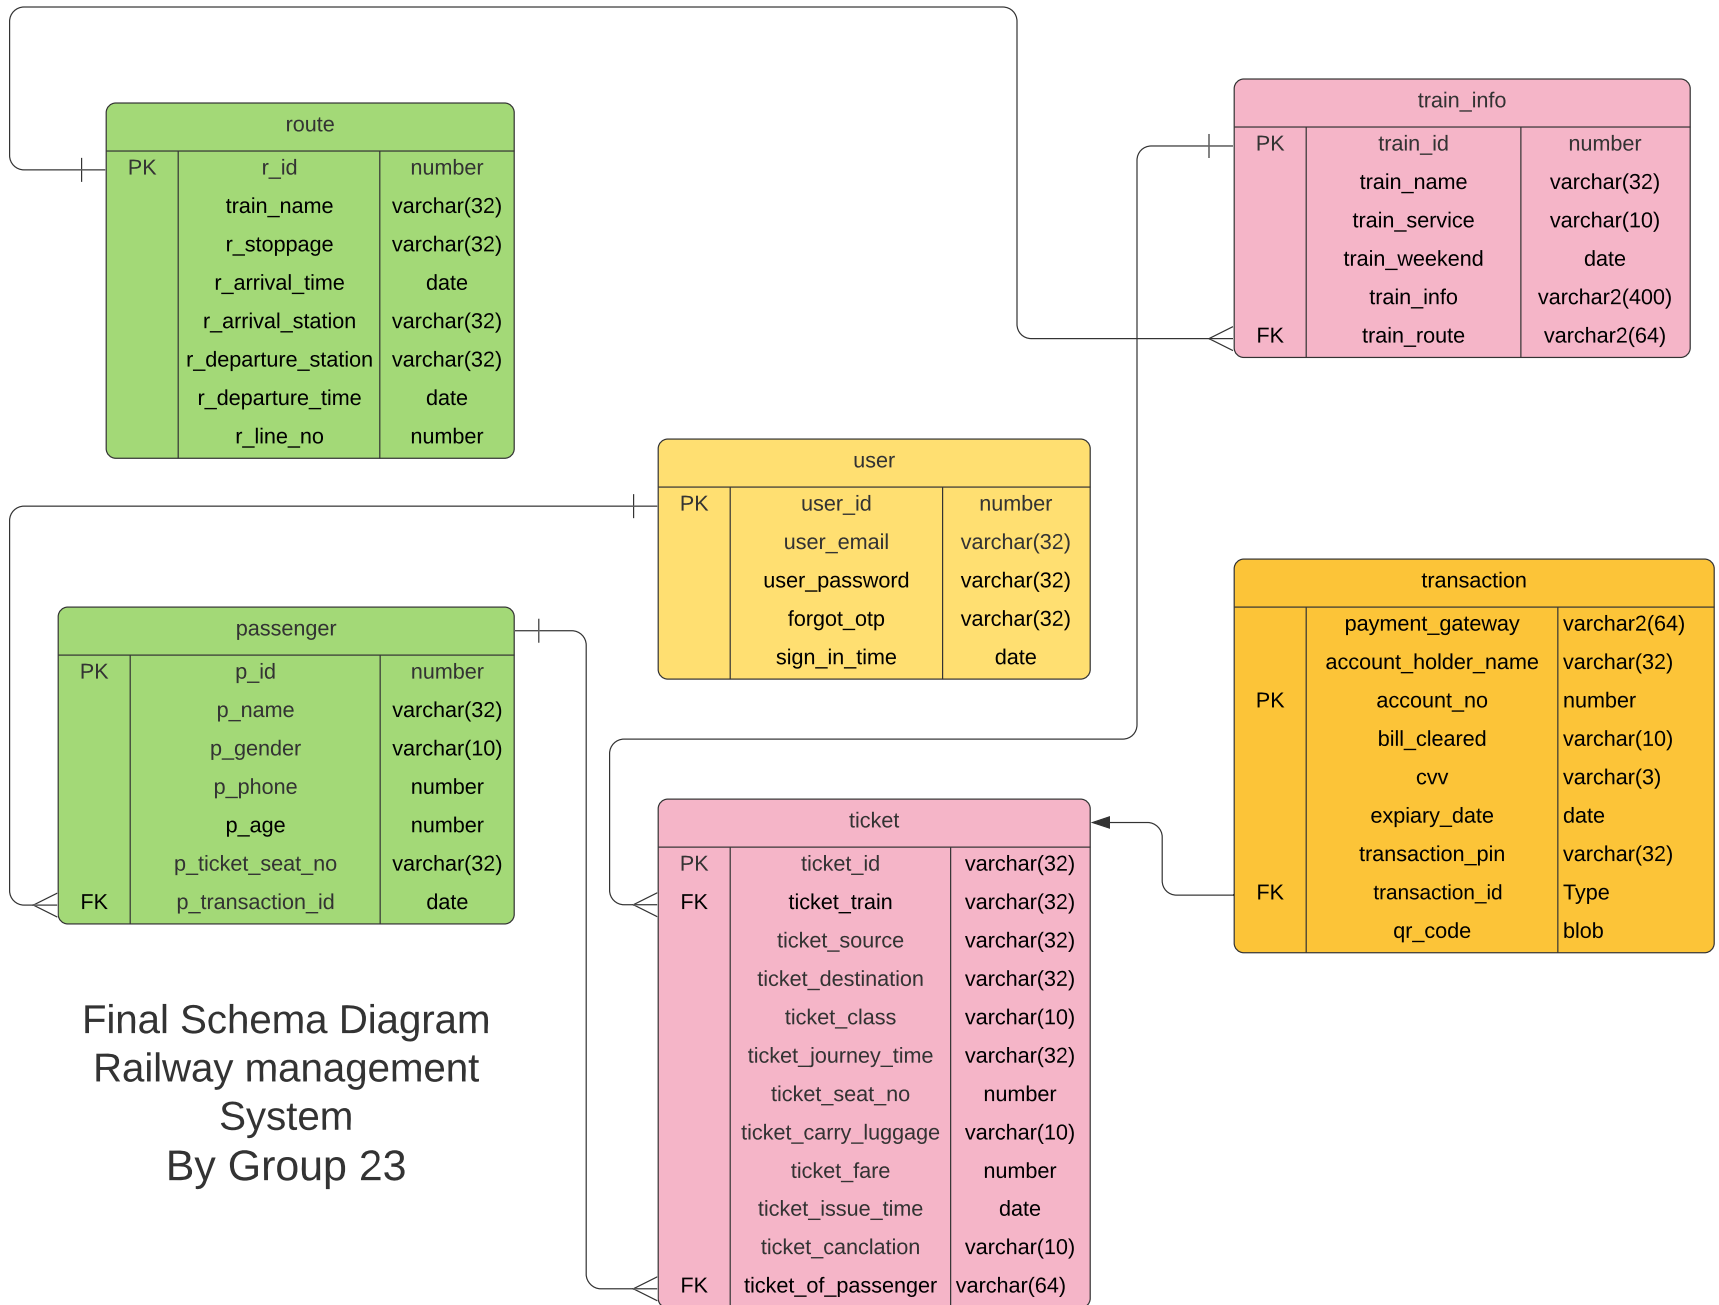 route
PK r_id number
train_name varchar(32)
r_stoppage varchar(32)
r_arrival_time date
r_arrival_station varchar(32)
r_departure_station varchar(32)
r_departure_time date
r_line_no number
train_info
PK train_id number
train_name varchar(32)
train_service varchar(10)
train_weekend date
train_info varchar2(400)
FK train_route varchar2(64)
user
PK user_id number
user_email varchar(32)
user_password varchar(32)
forgot_otp varchar(32)
sign_in_time date
passenger
PK p_id number
p_name varchar(32)
p_gender varchar(10)
p_phone number
p_age number
p_ticket_seat_no varchar(32)
FK p_transaction_id date
transaction
payment_gateway varchar2(64)
account_holder_name varchar(32)
PK account_no number
bill_cleared varchar(10)
cvv varchar(3)
expiary_date date
transaction_pin varchar(32)
FK transaction_id Type
qr_code blob
ticket
PK ticket_id varchar(32)
FK ticket_train varchar(32)
ticket_source varchar(32)
ticket_destination varchar(32)
ticket_class varchar(10)
ticket_journey_time varchar(32)
ticket_seat_no number
ticket_carry_luggage varchar(10)
ticket_fare number
ticket_issue_time date
ticket_canclation varchar(10)
FK ticket_of_passenger varchar(64)
Final Schema Diagram
Railway management
System
By Group 23